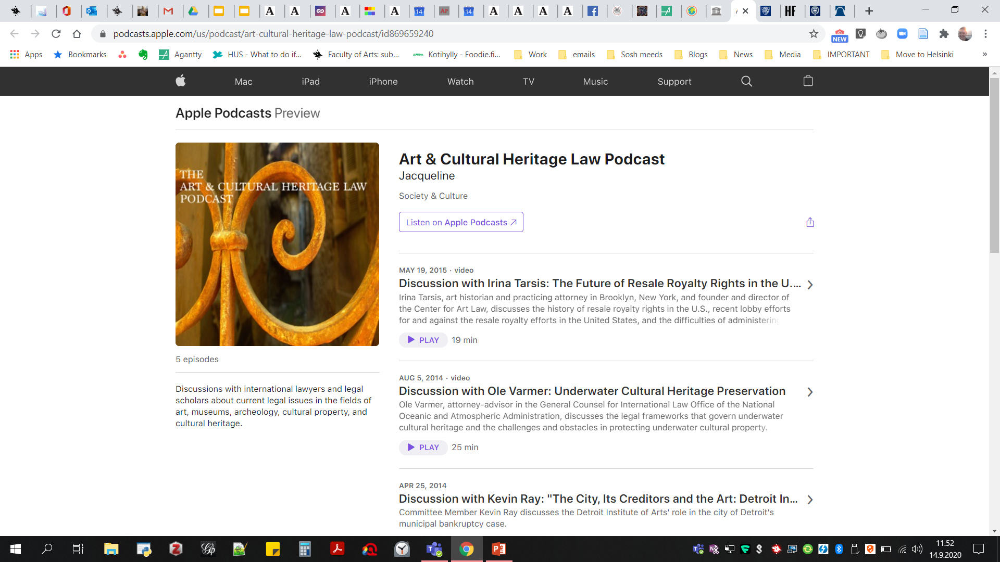 podcasts.apple.com/us/podcast/art-cultural-heritage-law-podcast/id869659240
NEW
Apps
Bookmarks
Agantty
HUS - What to do if...
Faculty of Arts: sub...
Kotihylly - Foodie.fi...
Work
emails
Sosh meeds
Blogs
News
Media
IMPORTANT
Move to Helsinki
»
Mac
iPad
iPhone
Watch
TV
Music
Support
Apple Podcasts Preview
THE
ART & CULTURAL HERITAGE LAW
PODCAST
5 episodes
Discussions with international lawyers and legal
scholars about current legal issues in the fields of
art, museums, archeology, cultural property, and
cultural heritage.
Art & Cultural Heritage Law Podcast
Jacqueline
Society & Culture
Listen on Apple Podcasts ↗
MAY 19, 2015 · video
Discussion with Irina Tarsis: The Future of Resale Royalty Rights in the U....
Irina Tarsis, art historian and practicing attorney in Brooklyn, New York, and founder and director of
the Center for Art Law, discusses the history of resale royalty rights in the U.S., recent lobby efforts
for and against the resale royalty efforts in the United States, and the difficulties of administering
PLAY 19 min
AUG 5, 2014 · video
Discussion with Ole Varmer: Underwater Cultural Heritage Preservation
Ole Varmer, attorney-advisor in the General Counsel for International Law Office of the National
Oceanic and Atmospheric Administration, discusses the legal frameworks that govern underwater
cultural heritage and the challenges and obstacles in protecting underwater cultural property.
PLAY 25 min
APR 25, 2014
Discussion with Kevin Ray: "The City, Its Creditors and the Art: Detroit In...
Committee Member Kevin Ray discusses the Detroit Institute of Arts' role in the city of Detroit's
municipal bankruptcy case.
11.52
14.9.2020